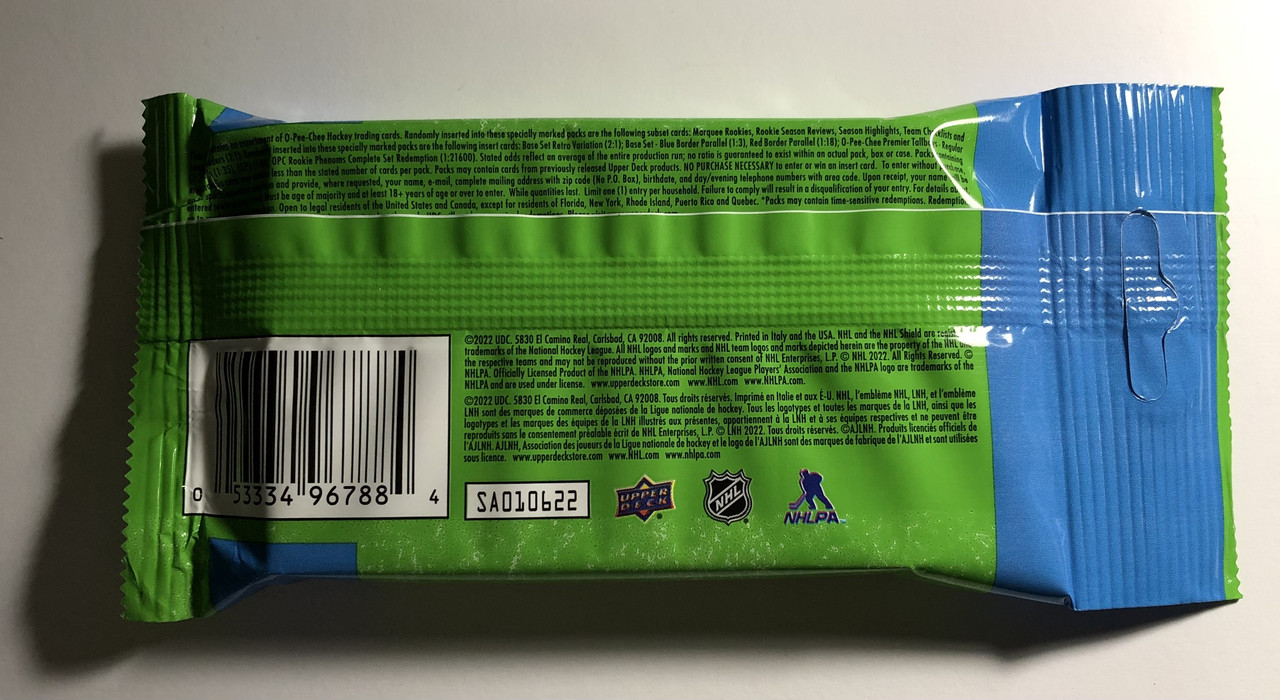 ment of O-Pee-Chee Hockey trading cards. Randomly inserted into these specially marked packs are the following subset cards: Marquee Rookies, Rookie Season Reviews, Season Highlights, Team Checklists and
inserted into these specially marked packs are the following insert cards: Base Set Retro Variation (2:1); Base Set - Blue Border Parallel (1:3), Red Border Parallel (1:18); O-Pee-Chee Premier Tallboys - Regular
OPC Rookie Phenoms Complete Set Redemption (1:21600). Stated odds reflect an average of the entire production run; no ratio is guaranteed to exist within an actual pack, box or case. Packs
less than the stated number of cards per pack. Packs may contain cards from previously released Upper Deck products. NO PURCHASE NECESSARY to enter or win an insert card. To enter without
and provide, where requested, your name, e-mail, complete mailing address with zip code (No P.O. Box), birthdate, and day/evening telephone numbers with area code. Upon receipt, your name
must be age of majority and at least 18+ years of age or over to enter. While quantities last. Limit one (1) entry per household. Failure to comply will result in a disqualification of your entry. For details
Open to legal residents of the United States and Canada, except for residents of Florida, New York, Rhode Island, Puerto Rico and Quebec. *Packs may contain time-sensitive redemptions. Redemption
©2022 UDC. 5830 El Camino Real, Carlsbad, CA 92008. All rights reserved. Printed in Italy and the USA. NHL and the NHL Shield are
trademarks of the National Hockey League. All NHL logos and marks and NHL team logos and marks depicted herein are the property of the NHL and
the respective teams and may not be reproduced without the prior written consent of NHL Enterprises, L.P. © NHL 2022. All Rights Reserved. ©
NHLPA. Officially Licensed Product of the NHLPA. NHLPA, National Hockey League Players' Association and the NHLPA logo are trademarks of the
NHLPA and are used under license. www.upperdeckstore.com www.NHL.com www.NHLPA.com.
©2022 UDC. 5830 El Camino Real, Carlsbad, CA 92008. Tous droits réservés. Imprimé en Italie et aux É-U. NHL, l'emblème NHL, LNH, et l'emblème
LNH sont des marques de commerce déposées de la Ligue nationale de hockey. Tous les logotypes et toutes les marques de la LNH, ainsi que les
logotypes et les marques des équipes de la LNH illustrés aux présentes, appartiennent à la LNH et à ses équipes respectives et ne peuvent être
reproduits sans le consentement préalable écrit de NHL Enterprises, L.P. © LNH 2022. Tous droits réservés. ©AJLNH. Produits licenciés officiels de
l'AJLNH. AJLNH, Association des joueurs de la Ligue nationale de hockey et le logo de l'AJLNH sont des marques de fabrique de l'AJLNH et sont utilisées
sous licence. www.upperdeckstore.com www.NHL.com www.nhlpa.com
0 53334 96788 4
SA010622
UPPER DECK
NHL
NHLPA